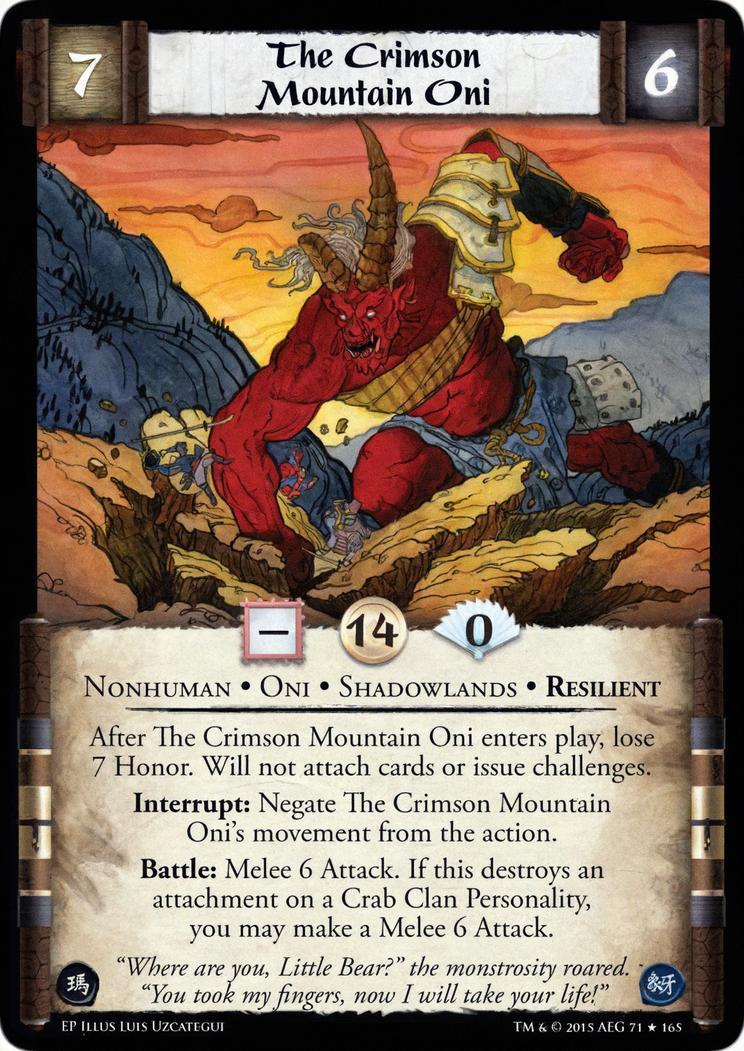 7
The Crimson
Mountain Oni
6
–
14
0
Nonhuman • Oni • Shadowlands • Resilient
After The Crimson Mountain Oni enters play, lose
7 Honor. Will not attach cards or issue challenges.
Interrupt: Negate The Crimson Mountain
Oni's movement from the action.
Battle: Melee 6 Attack. If this destroys an
attachment on a Crab Clan Personality,
you may make a Melee 6 Attack.
“Where are you, Little Bear?” the monstrosity roared.
“You took my fingers, now I will take your life!”
瑪
EP Illus Luis Uzcategui
TM & © 2015 AEG 71 ★ 165